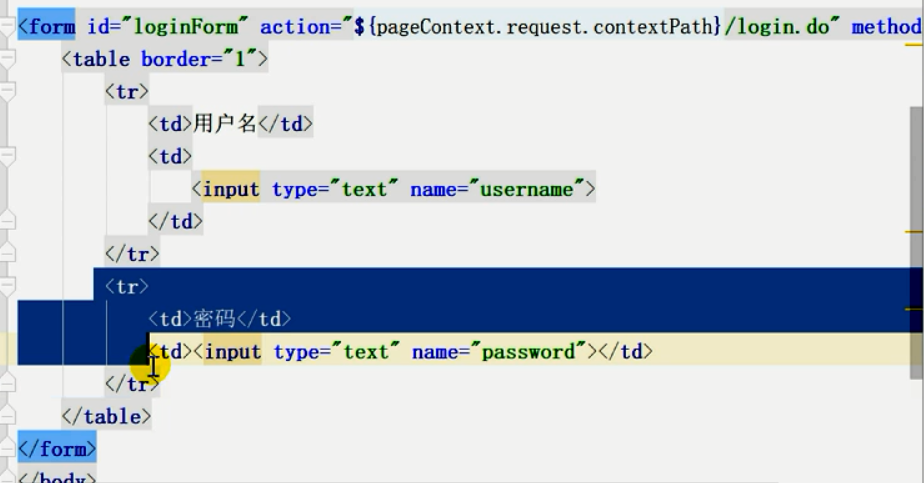 <form id="loginForm" action="${pageContext.request.contextPath}/login.do" method
<table border="1">
<tr>
<td>用户名</td>
<td>
<input type="text" name="username">
</td>
</tr>
<tr>
<td>密码</td>
<td><input type="text" name="password"></td>
</tr>
</table>
</form>
</body>